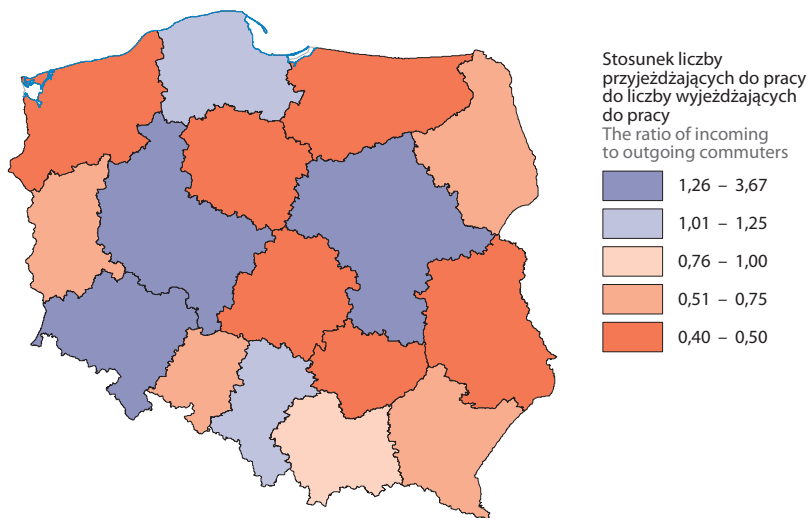 Stosunek liczby
przyjeżdżających do pracy
do liczby wyjeżdżających
do pracy
The ratio of incoming
to outgoing commuters
1,26 – 3,67
1,01 – 1,25
0,76 – 1,00
0,51 – 0,75
0,40 – 0,50